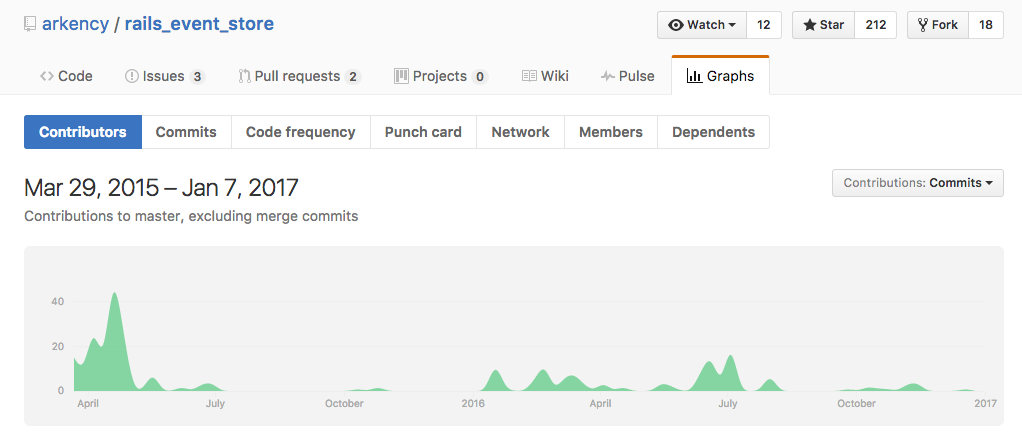 arkency / rails_event_store
Watch 12 Star 212 Fork 18
Code Issues 3 Pull requests 2 Projects 0 Wiki Pulse Graphs
Contributors Commits Code frequency Punch card Network Members Dependents
Mar 29, 2015 – Jan 7, 2017
Contributions: Commits
Contributions to master, excluding merge commits
40
20
0
April July October 2016 April July October 2017